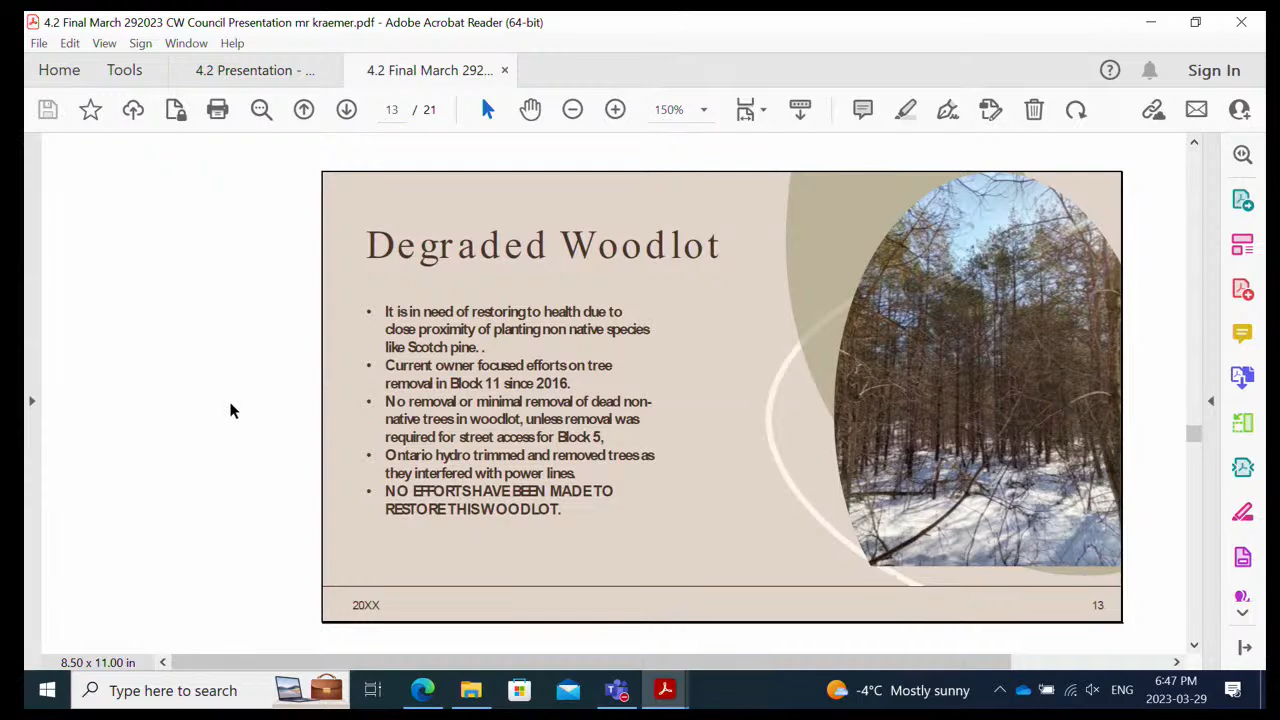 4.2 Final March 292023 CW Council Presentation mr kraemer.pdf - Adobe Acrobat Reader (64-bit)
File Edit View Sign Window Help
Home Tools 4.2 Presentation - ... 4.2 Final March 292... × Sign In
13 / 21 150%
Degraded Woodlot
• It is in need of restoring to health due to
close proximity of planting non native species
like Scotch pine. .
• Current owner focused efforts on tree
removal in Block 11 since 2016.
• No removal or minimal removal of dead non-
native trees in woodlot, unless removal was
required for street access for Block 5,
• Ontario hydro trimmed and removed trees as
they interfered with power lines.
• NO EFFORTS HAVE BEEN MADE TO
RESTORE THIS WOODLOT.
20XX 13
8.50 x 11.00 in
Type here to search -4°C Mostly sunny ENG 6:47 PM
2023-03-29